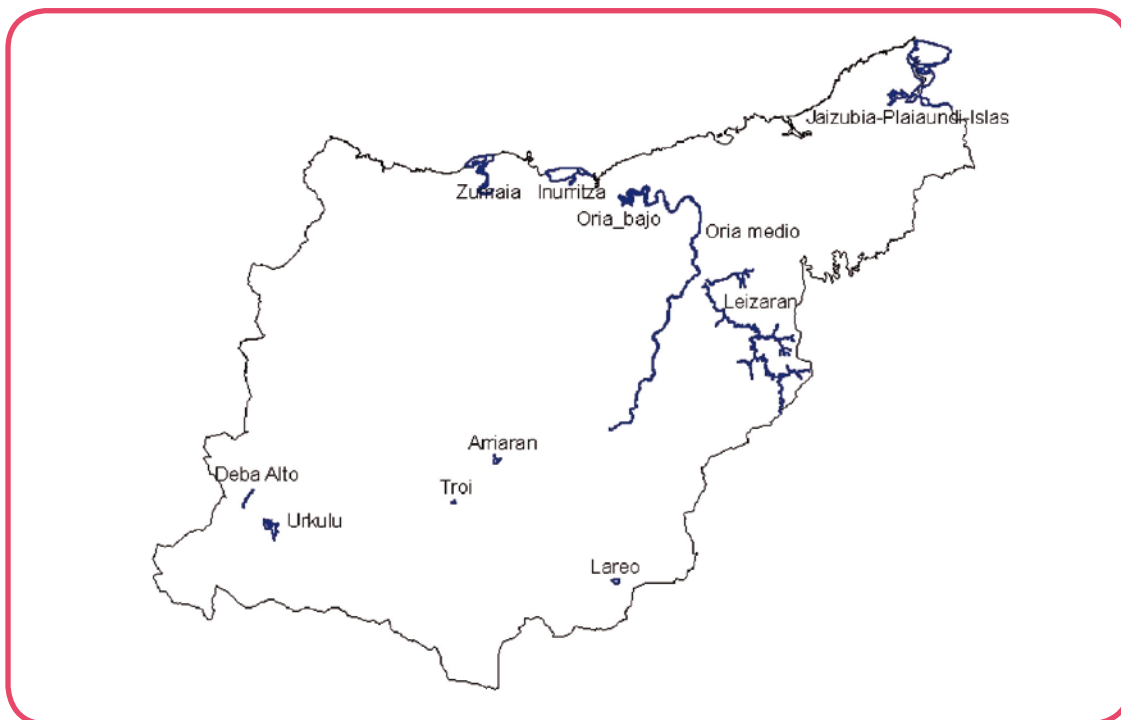 Jaizubia-Plaiaundi-Islas
Zumaia
Inurritza
Oria_bajo
Oria medio
Leizaran
Arriaran
Deba Alto
Troi
Urkulu
Lareo